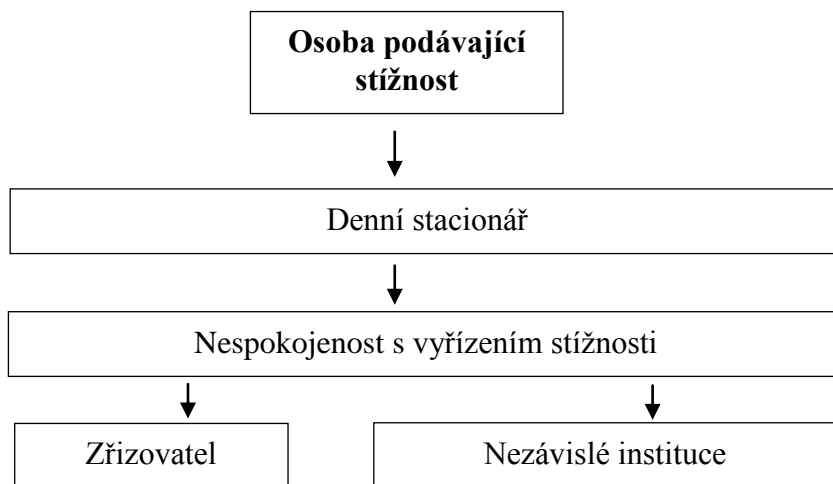 Osoba podávající
stížnost
Denní stacionář
Nespokojenost s vyřízením stížnosti
Zřizovatel
Nezávislé instituce